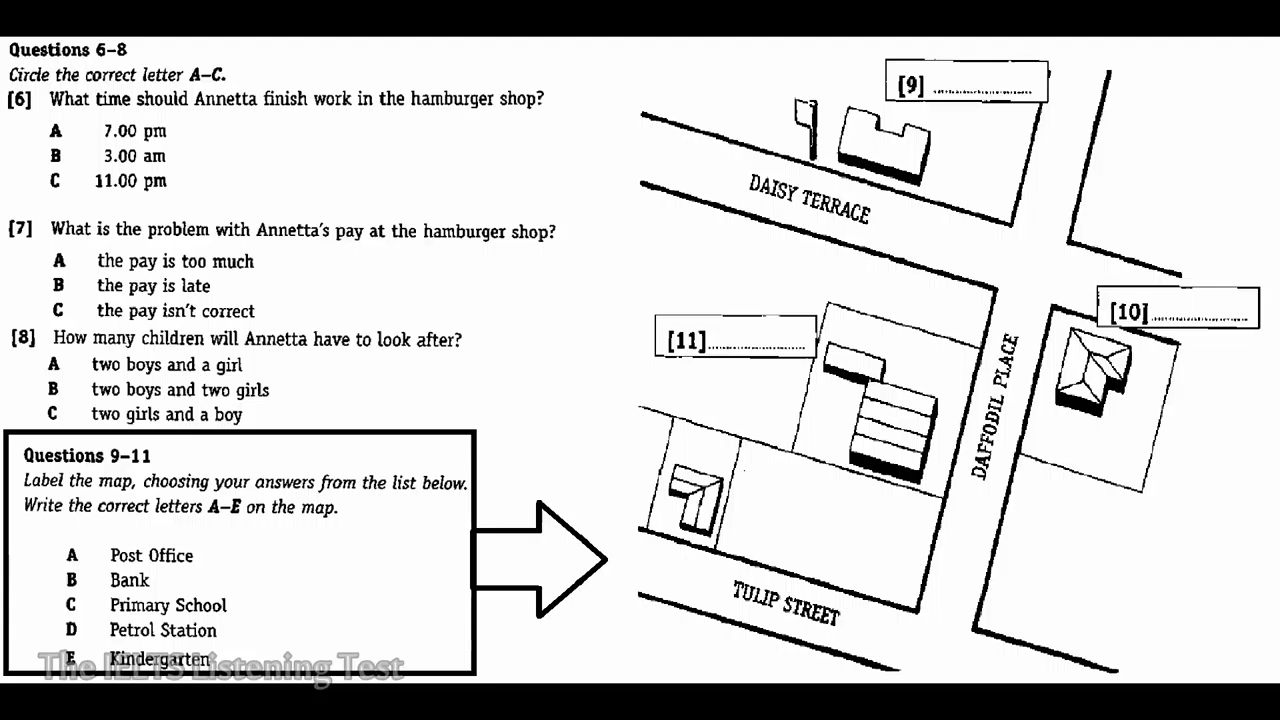 Questions 6–8
Circle the correct letter A–C.
[6] What time should Annetta finish work in the hamburger shop?
A 7.00 pm
B 3.00 am
C 11.00 pm
[7] What is the problem with Annetta's pay at the hamburger shop?
A the pay is too much
B the pay is late
C the pay isn't correct
[8] How many children will Annetta have to look after?
A two boys and a girl
B two boys and two girls
C two girls and a boy
Questions 9–11
Label the map, choosing your answers from the list below.
Write the correct letters A–E on the map.
A Post Office
B Bank
C Primary School
D Petrol Station
E Kindergarten
The IELTS Listening Test
[9] ....................
DAISY TERRACE
[10] ....................
[11] ....................
DAFFODIL PLACE
TULIP STREET